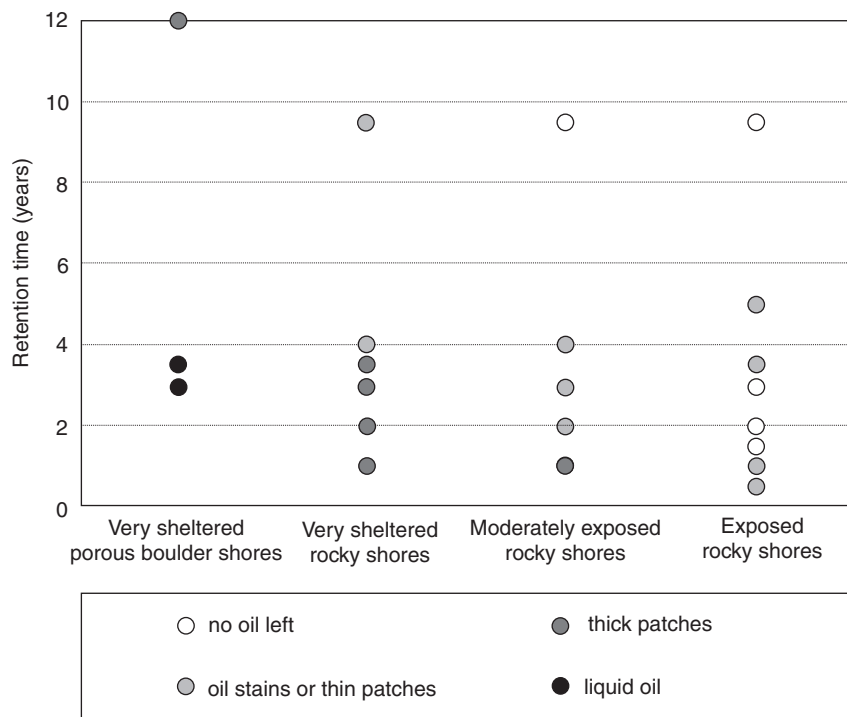 12
10
8
6
4
2
0
Retention time (years)
Very sheltered
porous boulder shores
Very sheltered
rocky shores
Moderately exposed
rocky shores
Exposed
rocky shores
no oil left
thick patches
oil stains or thin patches
liquid oil